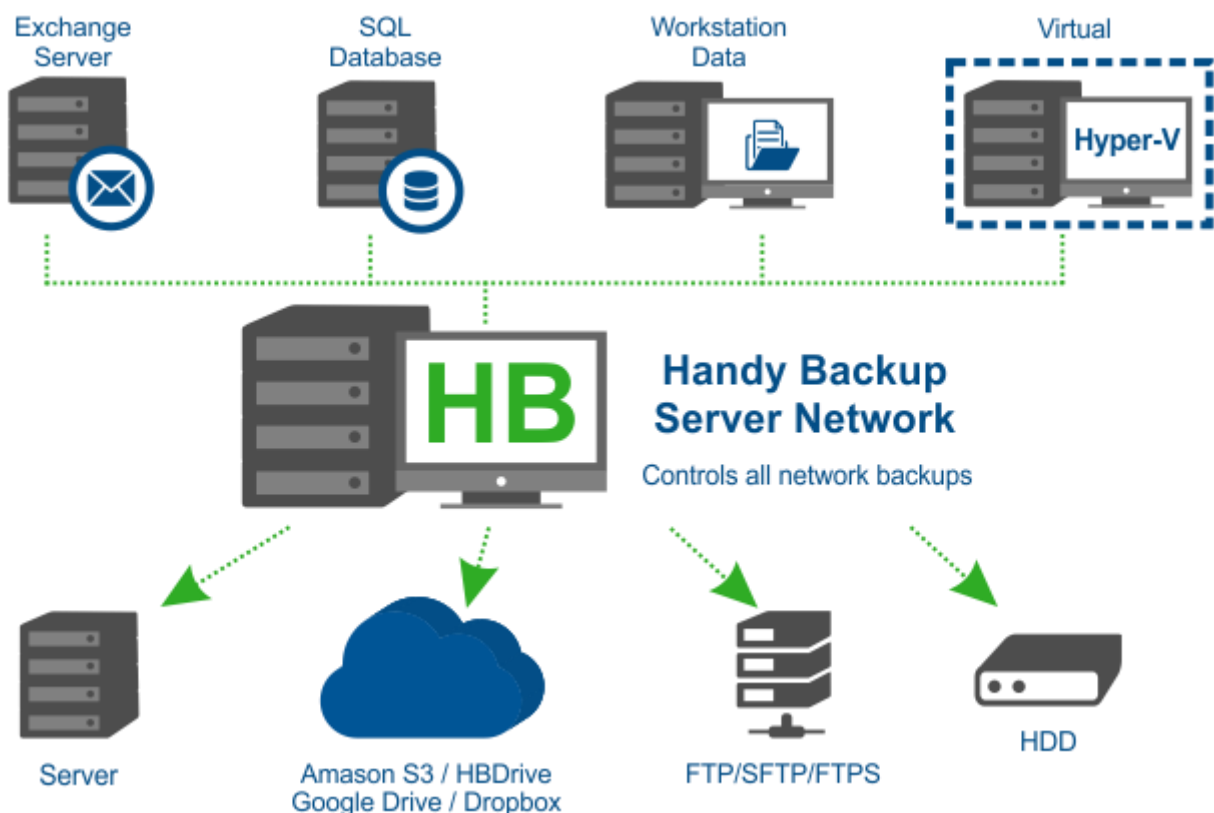 Exchange
Server
SQL
Database
Workstation
Data
Virtual
Hyper-V
HB
Handy Backup
Server Network
Controls all network backups
Server
Amason S3 / HBDrive
Google Drive / Dropbox
FTP/SFTP/FTPS
HDD